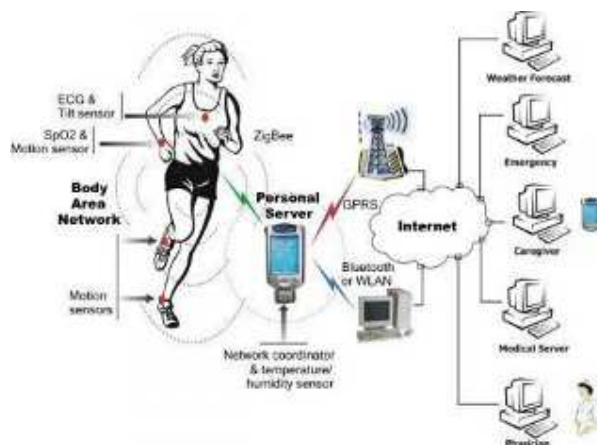 ECG &
Tilt sensor
SpO2 &
Motion sensor
ZigBee
Body
Area
Network
Personal
Server
GPRS
Internet
Bluetooth
or WLAN
Motion
sensors
Network coordinator
& temperature/
humidity sensor
Weather Forecast
Emergency
Caregiver
Medical Server
Physician